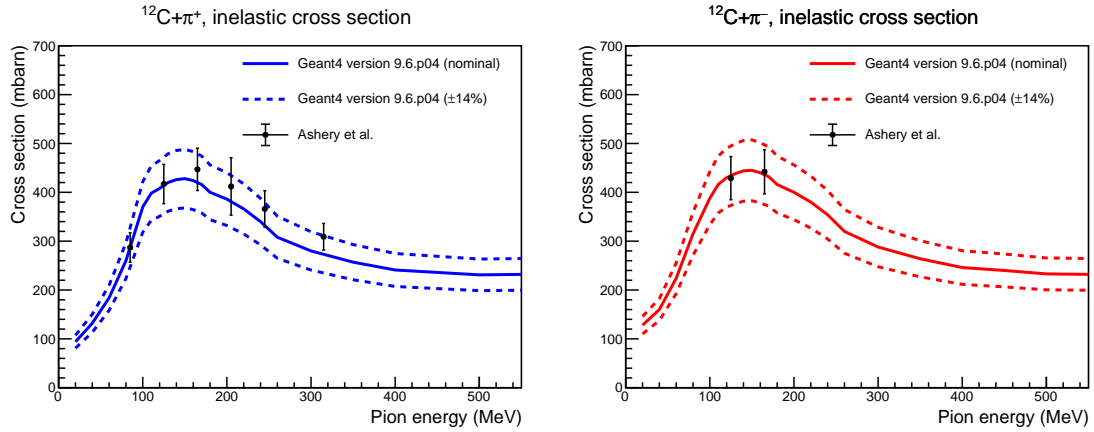 ¹²C+π⁺, inelastic cross section
Cross section (mbarn)
700
600
500
400
300
200
100
0
Geant4 version 9.6.p04 (nominal)
Geant4 version 9.6.p04 (±14%)
Ashery et al.
0 100 200 300 400 500
Pion energy (MeV)
¹²C+π⁻, inelastic cross section
Cross section (mbarn)
700
600
500
400
300
200
100
0
Geant4 version 9.6.p04 (nominal)
Geant4 version 9.6.p04 (±14%)
Ashery et al.
0 100 200 300 400 500
Pion energy (MeV)